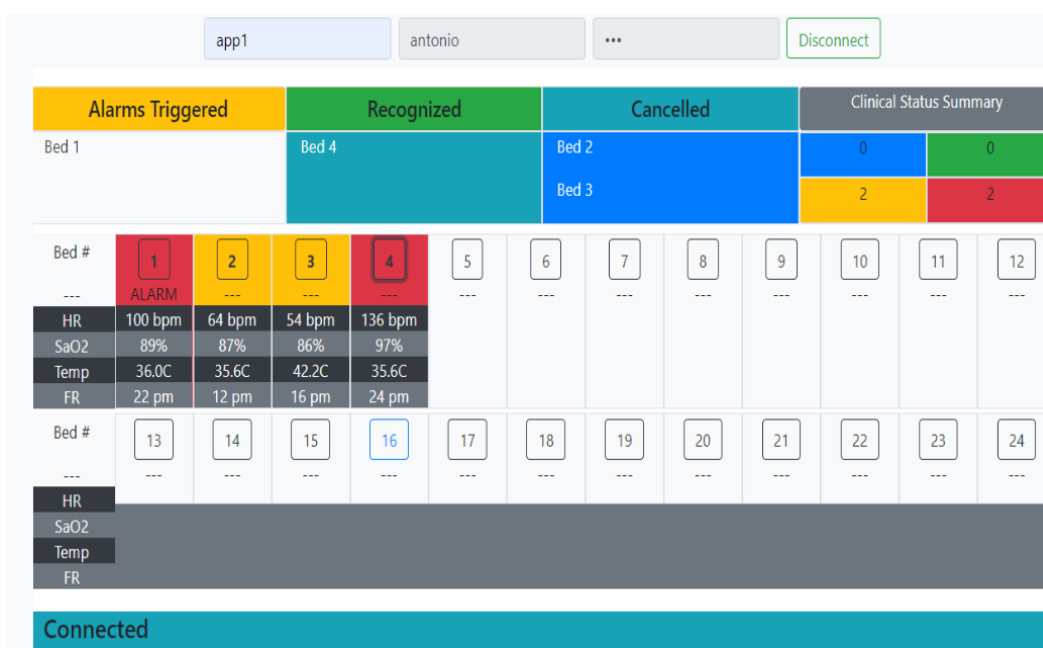 app1 antonio ••• Disconnect
Alarms Triggered Recognized Cancelled Clinical Status Summary
Bed 1 Bed 4 Bed 2 0 0
Bed 3 2 2
Bed # 1 2 3 4 5 6 7 8 9 10 11 12
--- ALARM --- --- --- --- --- --- --- --- --- --- ---
HR 100 bpm 64 bpm 54 bpm 136 bpm
SaO2 89% 87% 86% 97%
Temp 36.0C 35.6C 42.2C 35.6C
FR 22 pm 12 pm 16 pm 24 pm
Bed # 13 14 15 16 17 18 19 20 21 22 23 24
--- --- --- --- --- --- --- --- --- --- --- --- ---
HR
SaO2
Temp
FR
Connected